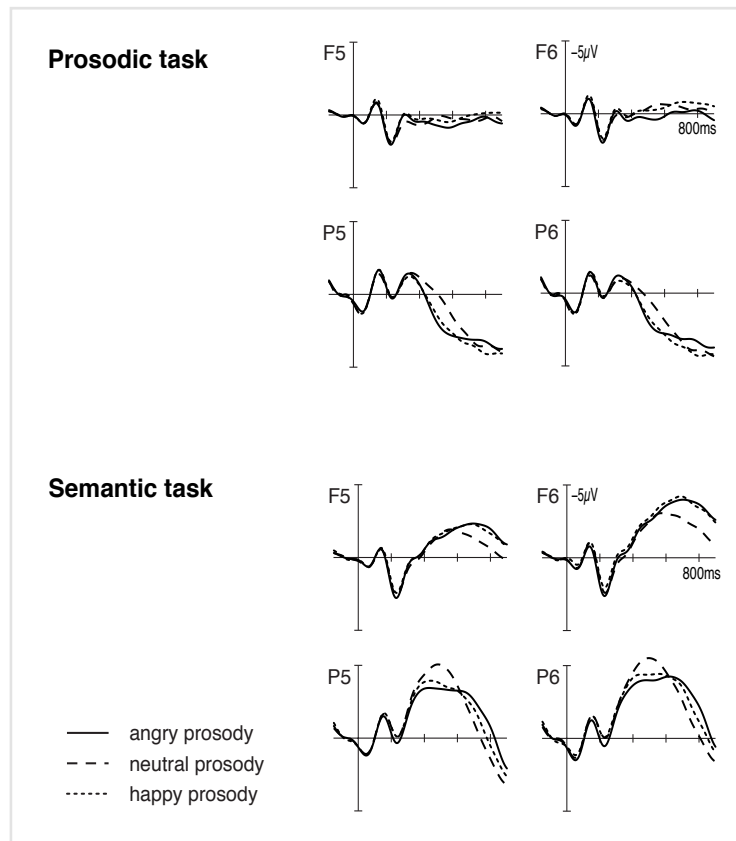 Prosodic task
F5
F6
–5µV
800ms
P5
P6
Semantic task
F5
F6
–5µV
800ms
P5
P6
angry prosody
neutral prosody
happy prosody